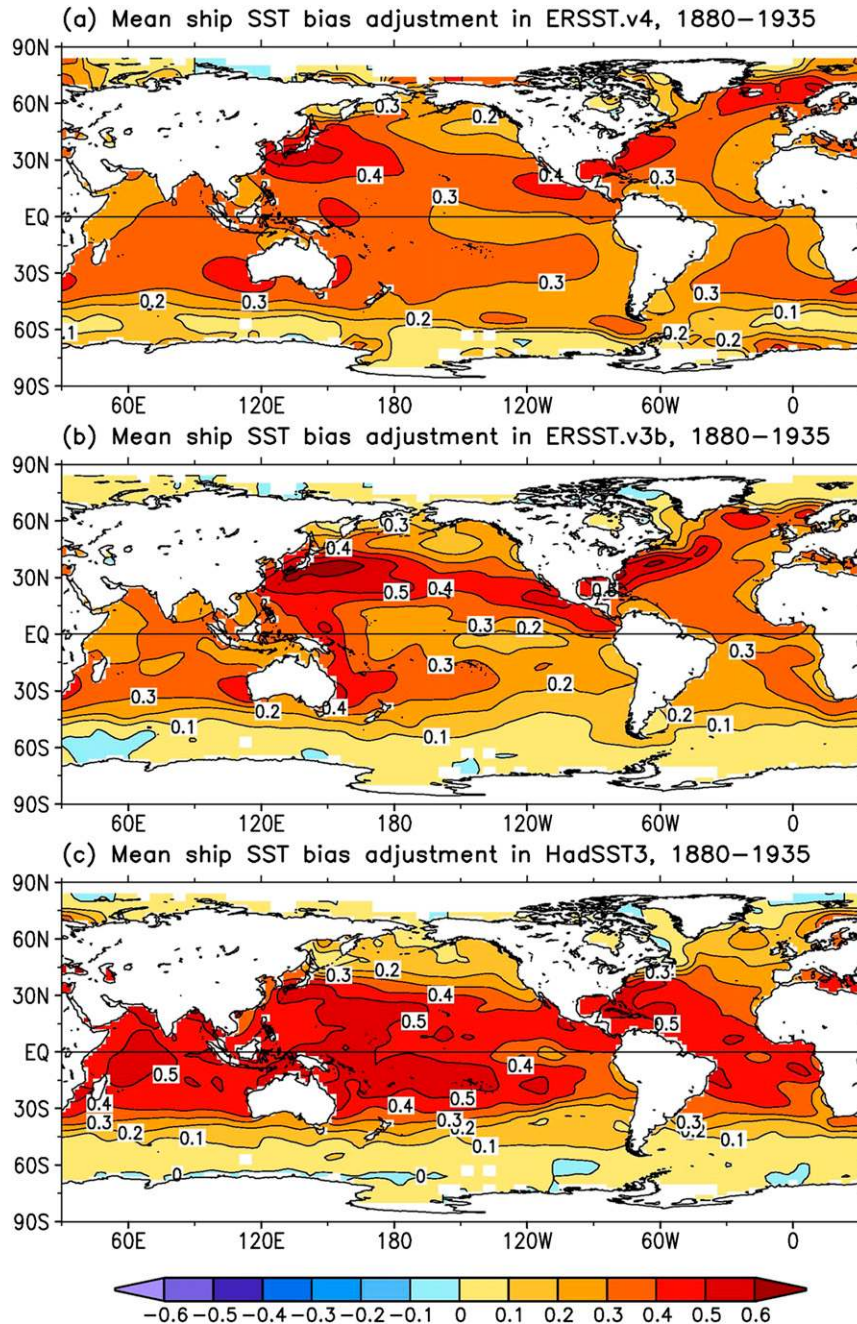 (a) Mean ship SST bias adjustment in ERSST.v4, 1880−1935
90N
60N
30N
EQ
30S
60S
90S
0.3
0.2
0.4
0.4
0.3
0.3
0.3
0.2
0.3
0.3
0.1
0.2
0.2
0.2
.1
60E 120E 180 120W 60W 0
(b) Mean ship SST bias adjustment in ERSST.v3b, 1880−1935
90N
60N
30N
EQ
30S
60S
90S
0.3
0.4
0.5
0.4
0.3
0.2
0.3
0.3
0.2
0.2
0.4
0.1
0.1
0.2
0.1
60E 120E 180 120W 60W 0
(c) Mean ship SST bias adjustment in HadSST3, 1880−1935
90N
60N
30N
EQ
30S
60S
90S
0.3
0.2
0.4
0.5
0.3
0.5
0.5
0.4
0.5
0.4
0.4
0.3
0.3
0.2
0.2
0.1
0.3
0.2
0.1
0
0
60E 120E 180 120W 60W 0
−0.6 −0.5 −0.4 −0.3 −0.2 −0.1 0 0.1 0.2 0.3 0.4 0.5 0.6